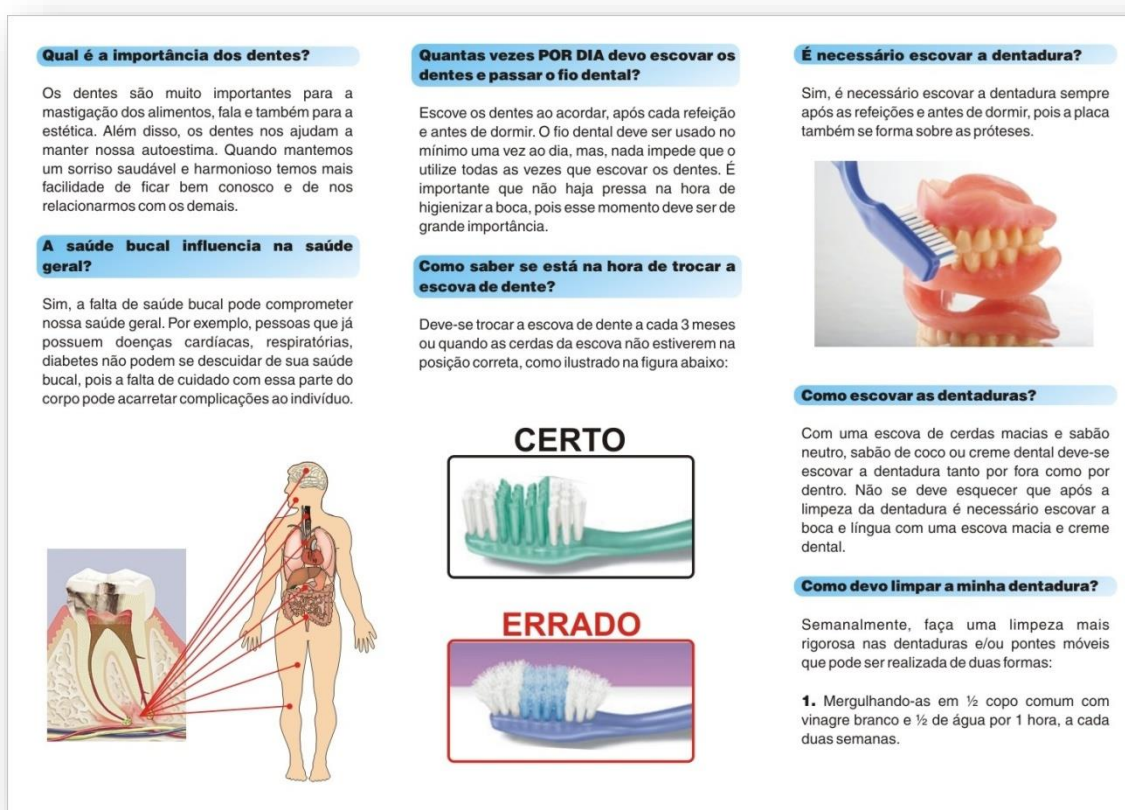 Qual é a importância dos dentes?
Os dentes são muito importantes para a
mastigação dos alimentos, fala e também para a
estética. Além disso, os dentes nos ajudam a
manter nossa autoestima. Quando mantemos
um sorriso saudável e harmonioso temos mais
facilidade de ficar bem conosco e de nos
relacionarmos com os demais.
A saúde bucal influencia na saúde
geral?
Sim, a falta de saúde bucal pode comprometer
nossa saúde geral. Por exemplo, pessoas que já
possuem doenças cardíacas, respiratórias,
diabetes não podem se descuidar de sua saúde
bucal, pois a falta de cuidado com essa parte do
corpo pode acarretar complicações ao indivíduo.
Quantas vezes POR DIA devo escovar os
dentes e passar o fio dental?
Escove os dentes ao acordar, após cada refeição
e antes de dormir. O fio dental deve ser usado no
mínimo uma vez ao dia, mas, nada impede que o
utilize todas as vezes que escovar os dentes. É
importante que não haja pressa na hora de
higienizar a boca, pois esse momento deve ser de
grande importância.
Como saber se está na hora de trocar a
escova de dente?
Deve-se trocar a escova de dente a cada 3 meses
ou quando as cerdas da escova não estiverem na
posição correta, como ilustrado na figura abaixo:
CERTO
ERRADO
É necessário escovar a dentadura?
Sim, é necessário escovar a dentadura sempre
após as refeições e antes de dormir, pois a placa
também se forma sobre as próteses.
Como escovar as dentaduras?
Com uma escova de cerdas macias e sabão
neutro, sabão de coco ou creme dental deve-se
escovar a dentadura tanto por fora como por
dentro. Não se deve esquecer que após a
limpeza da dentadura é necessário escovar a
boca e língua com uma escova macia e creme
dental.
Como devo limpar a minha dentadura?
Semanalmente, faça uma limpeza mais
rigorosa nas dentaduras e/ou pontes móveis
que pode ser realizada de duas formas:
1. Mergulhando-as em ½ copo comum com
vinagre branco e ½ de água por 1 hora, a cada
duas semanas.